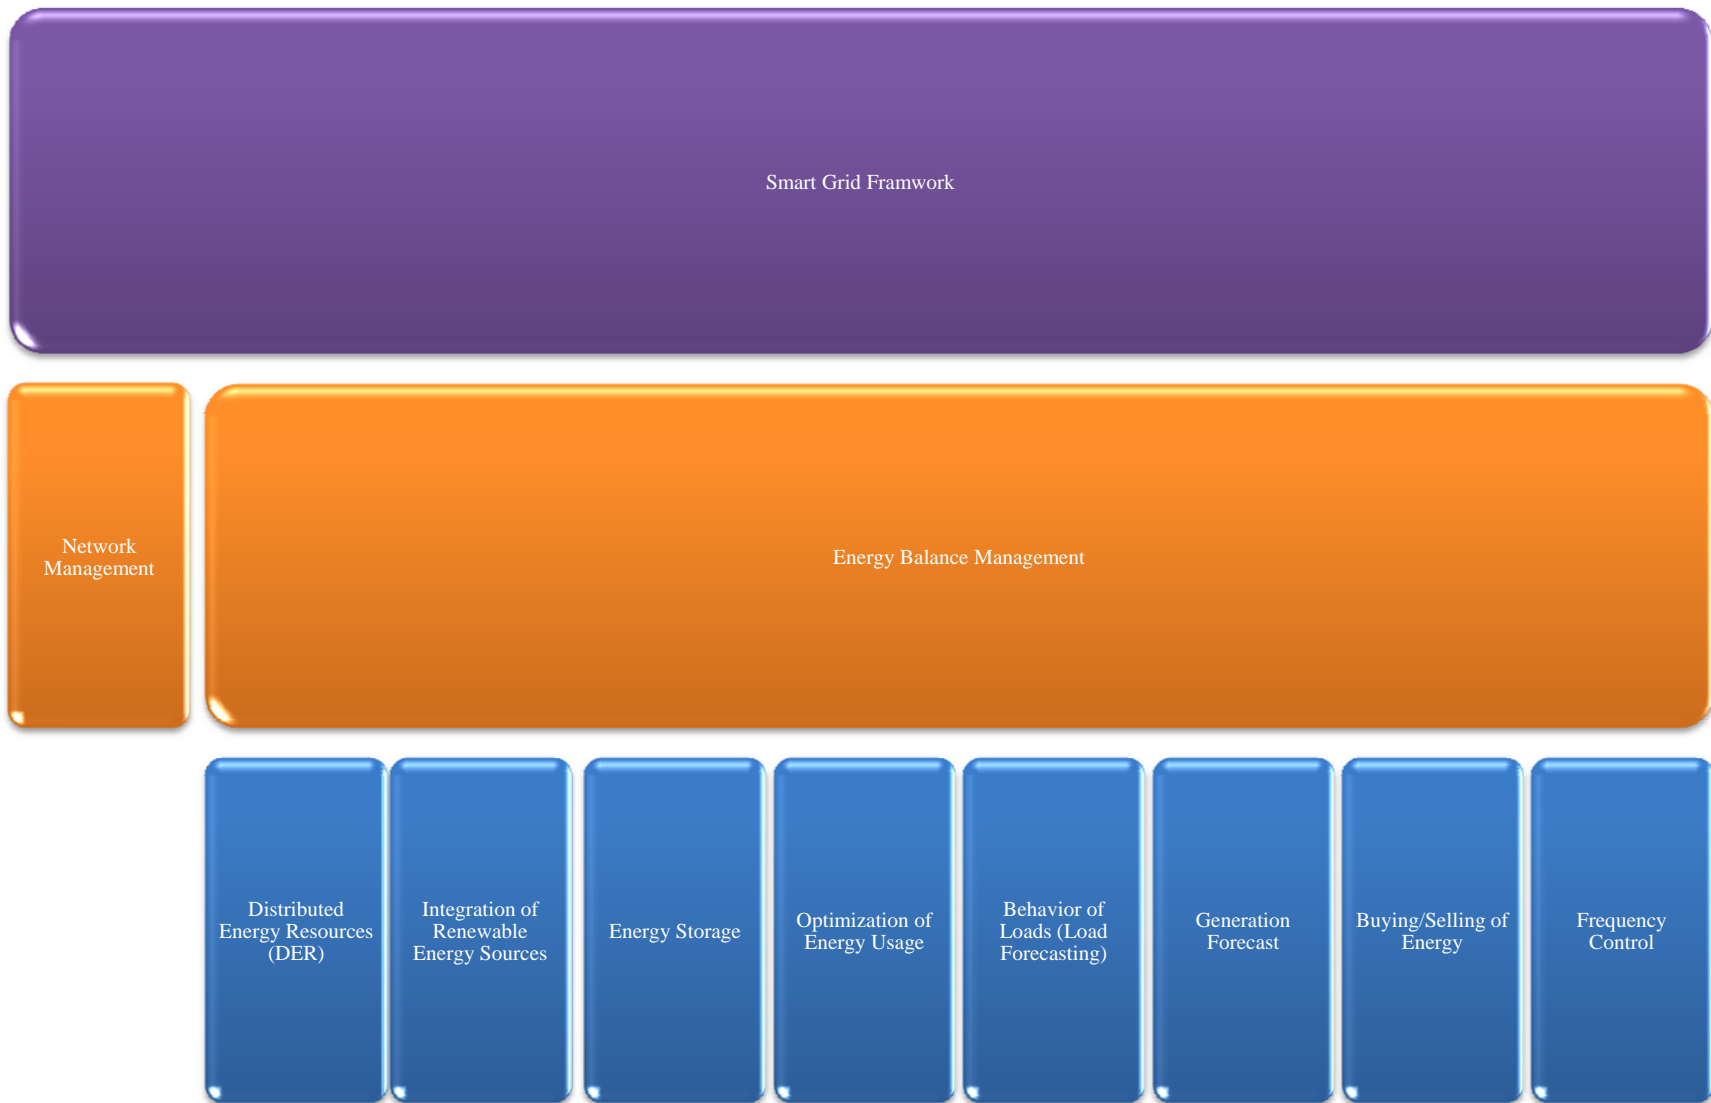 Smart Grid Framwork
Network
Management
Energy Balance Management
Distributed
Energy Resources
(DER)
Integration of
Renewable
Energy Sources
Energy Storage
Optimization of
Energy Usage
Behavior of
Loads (Load
Forecasting)
Generation
Forecast
Buying/Selling of
Energy
Frequency
Control